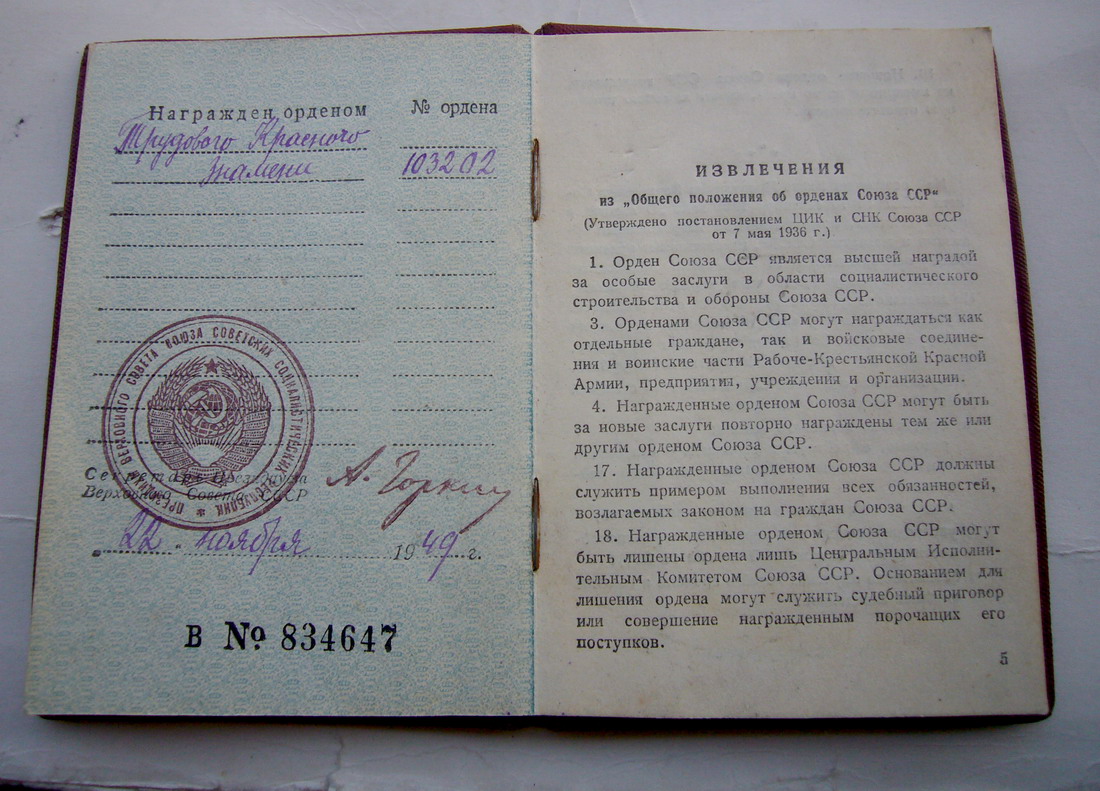 Награжден орденом № ордена
Трудового Красного
Знамени 103202
ПРЕЗИДИУМ ВЕРХОВНОГО СОВЕТА СОЮЗА СОВЕТСКИХ СОЦИАЛИСТИЧЕСКИХ РЕСПУБЛИК *
Секретарь Президиума
Верховного Совета СССР
А. Горкин
22 ноября 1949 г.
В № 834647
ИЗВЛЕЧЕНИЯ
из „Общего положения об орденах Союза ССР“
(Утверждено постановлением ЦИК и СНК Союза ССР
от 7 мая 1936 г.)
1. Орден Союза ССР является высшей наградой
за особые заслуги в области социалистического
строительства и обороны Союза ССР.
3. Орденами Союза ССР могут награждаться как
отдельные граждане, так и войсковые соедине-
ния и воинские части Рабоче-Крестьянской Красной
Армии, предприятия, учреждения и организации.
4. Награжденные орденом Союза ССР могут быть
за новые заслуги повторно награждены тем же или
другим орденом Союза ССР.
17. Награжденные орденом Союза ССР должны
служить примером выполнения всех обязанностей,
возлагаемых законом на граждан Союза ССР.
18. Награжденные орденом Союза ССР могут
быть лишены ордена лишь Центральным Исполни-
тельным Комитетом Союза ССР. Основанием для
лишения ордена могут служить судебный приговор
или совершение награжденным порочащих его
поступков.
5